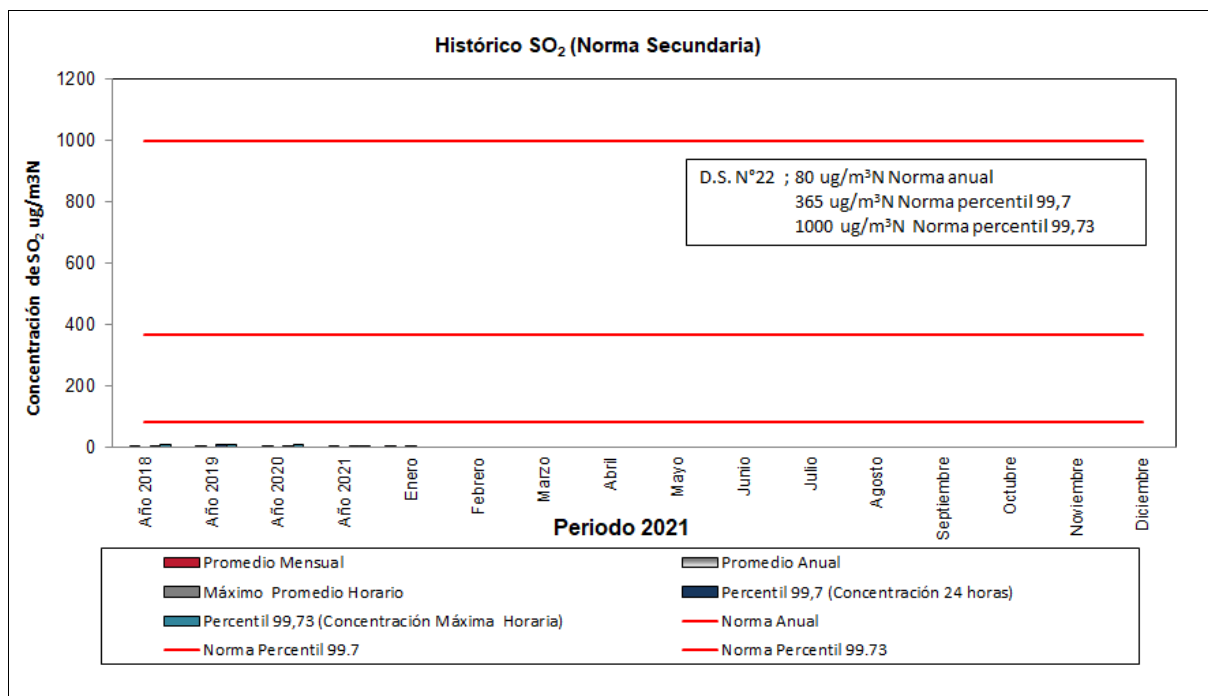 Histórico SO₂ (Norma Secundaria)
Concentración de SO₂ ug/m3N
1200
1000
800
600
400
200
0
D.S. N°22 ; 80 ug/m³N Norma anual
365 ug/m³N Norma percentil 99,7
1000 ug/m³N Norma percentil 99,73
Año 2018
Año 2019
Año 2020
Año 2021
Enero
Febrero
Marzo
Abril
Mayo
Junio
Julio
Agosto
Septiembre
Octubre
Noviembre
Diciembre
Periodo 2021
Promedio Mensual
Promedio Anual
Máximo Promedio Horario
Percentil 99,7 (Concentración 24 horas)
Percentil 99,73 (Concentración Máxima Horaria)
Norma Anual
Norma Percentil 99.7
Norma Percentil 99.73